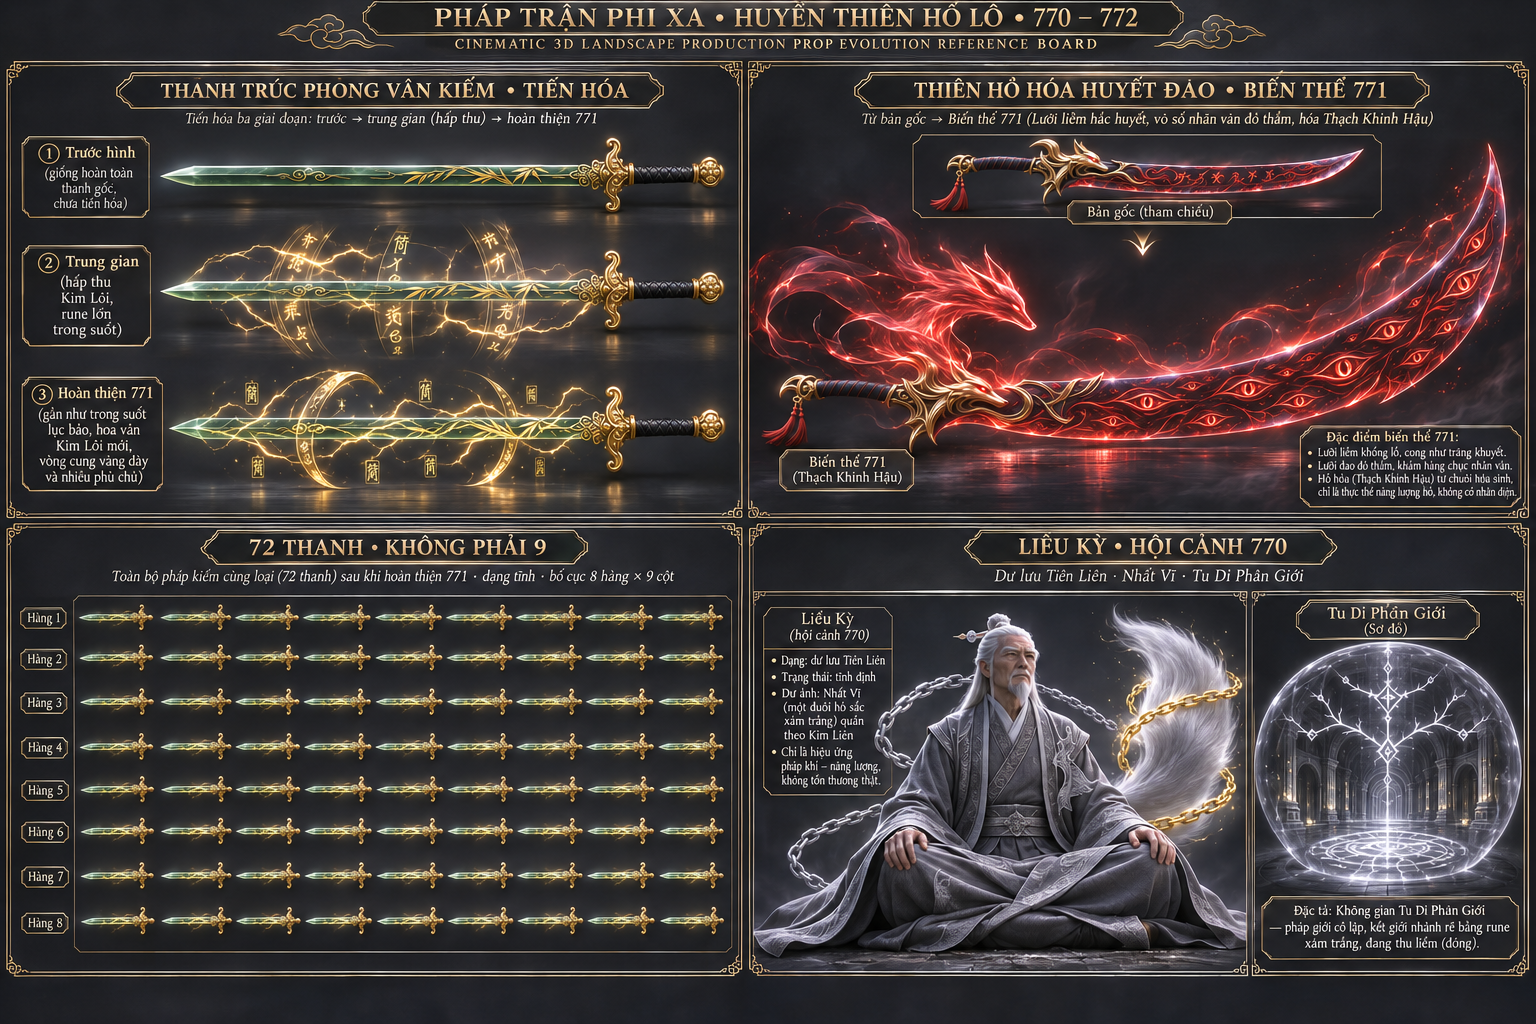 PHÁP TRẬN PHI XA • HUYỀN THIÊN HỒ LÔ • 770 – 772
CINEMATIC 3D LANDSCAPE PRODUCTION PROP EVOLUTION REFERENCE BOARD
THANH TRÚC PHONG VÂN KIẾM • TIẾN HÓA
Tiến hóa ba giai đoạn: trước → trung gian (hấp thu) → hoàn thiện 771
1 Trước hình
(giống hoàn toàn
thanh gốc,
chưa tiến hóa)
2 Trung gian
(hấp thu
Kim Lôi,
rune lớn
trong suốt)
3 Hoàn thiện 771
(gần như trong suốt
lục bảo, hoa văn
Kim Lôi mới,
vòng cung vàng dày
và nhiều phù chú)
THIÊN HỒ HÓA HUYẾT ĐAO • BIẾN THỂ 771
Từ bản gốc → Biến thể 771 (Lưỡi liềm hắc huyết, vô số nhãn văn đỏ thẫm, hóa Thạch Khinh Hậu)
Bản gốc (tham chiếu)
Biến thể 771
(Thạch Khinh Hậu)
Đặc điểm biến thể 771:
• Lưỡi liềm khổng lồ, cong như trăng khuyết.
• Lưỡi đao đỏ thẫm, khảm hàng chục nhãn văn.
• Hồ hỏa (Thạch Khinh Hậu) từ chuôi hóa sinh,
chỉ là thực thể năng lượng hồ, không có nhân diện.
72 THANH • KHÔNG PHẢI 9
Toàn bộ pháp kiếm cùng loại (72 thanh) sau khi hoàn thiện 771 · dạng tĩnh · bố cục 8 hàng × 9 cột
Hàng 1
Hàng 2
Hàng 3
Hàng 4
Hàng 5
Hàng 6
Hàng 7
Hàng 8
LIỄU KỲ • HỘI CẢNH 770
Dư lưu Tiên Liên · Nhất Vĩ · Tu Di Phân Giới
Liễu Kỳ
(hội cảnh 770)
• Dạng: dư lưu Tiên Liên
• Trạng thái: tĩnh định
• Dư ảnh: Nhất Vĩ
(một đuôi hồ sắc
xám trắng) quấn
theo Kim Liên
• Chỉ là hiệu ứng
pháp khí – năng lượng,
không tổn thương thật.
Tu Di Phân Giới
(Sơ đồ)
Đặc tả: Không gian Tu Di Phân Giới
— pháp giới cô lập, kết giới nhánh rẽ bằng rune
xám trắng, đang thu liễm (đóng).